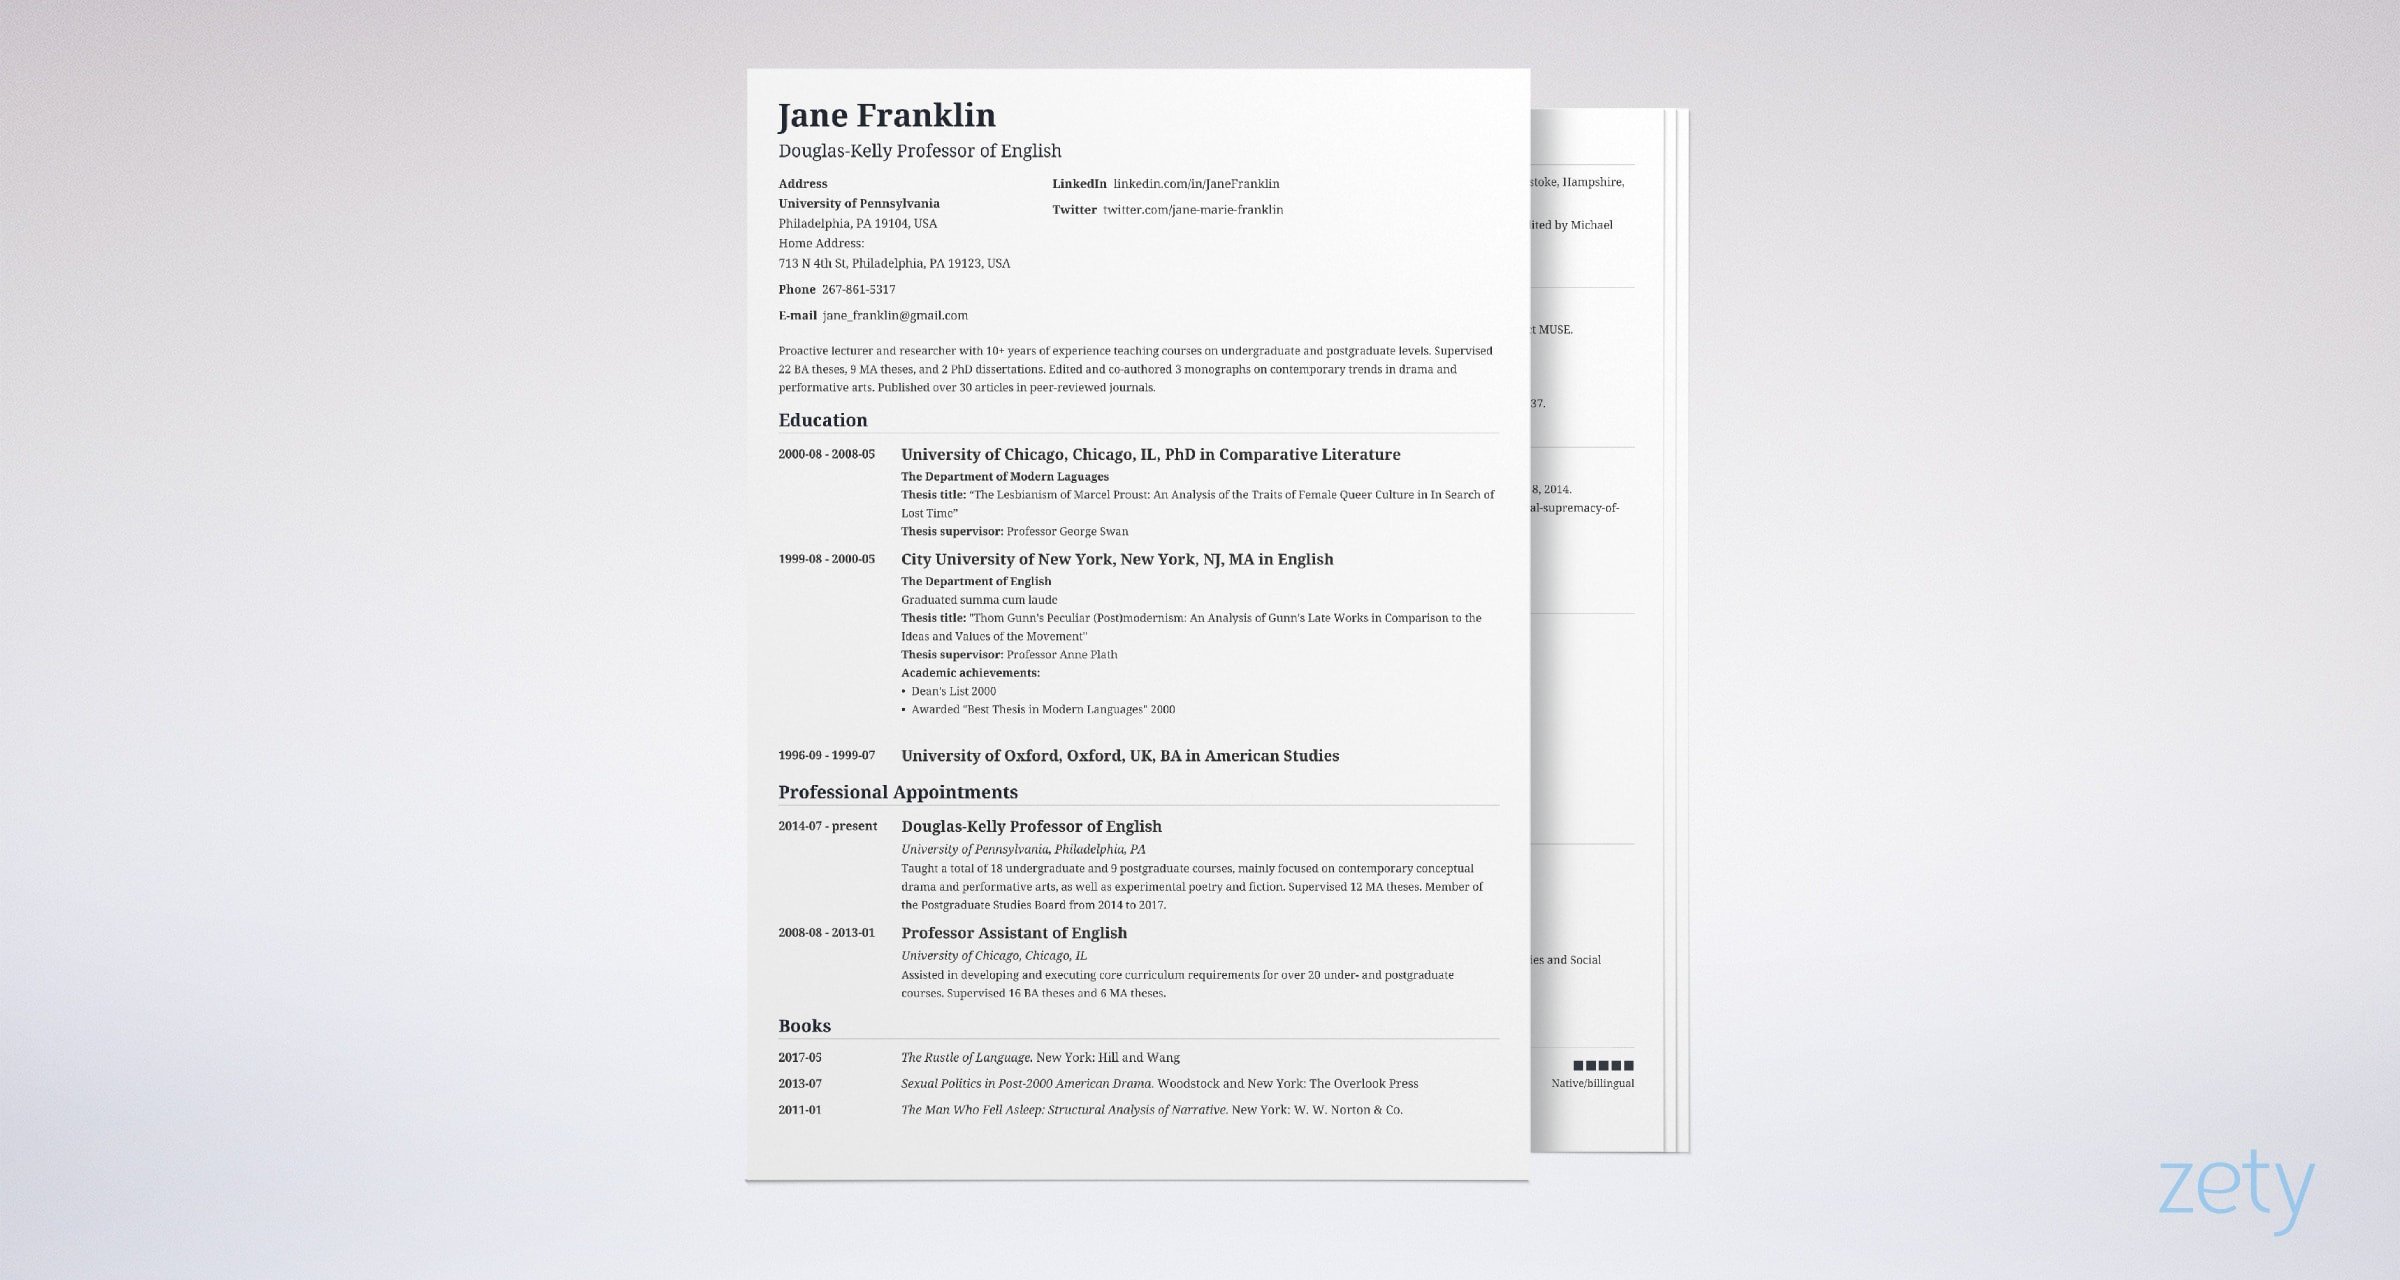 Jane Franklin
Douglas-Kelly Professor of English
Address
University of Pennsylvania
Philadelphia, PA 19104, USA
Home Address:
713 N 4th St, Philadelphia, PA 19123, USA
Phone 267-861-5317
E-mail jane_franklin@gmail.com
LinkedIn linkedin.com/in/JaneFranklin
Twitter twitter.com/jane-marie-franklin
Proactive lecturer and researcher with 10+ years of experience teaching courses on undergraduate and postgraduate levels. Supervised
22 BA theses, 9 MA theses, and 2 PhD dissertations. Edited and co-authored 3 monographs on contemporary trends in drama and
performative arts. Published over 30 articles in peer-reviewed journals.
Education
2000-08 - 2008-05 University of Chicago, Chicago, IL, PhD in Comparative Literature
The Department of Modern Laguages
Thesis title: “The Lesbianism of Marcel Proust: An Analysis of the Traits of Female Queer Culture in In Search of
Lost Time”
Thesis supervisor: Professor George Swan
1999-08 - 2000-05 City University of New York, New York, NJ, MA in English
The Department of English
Graduated summa cum laude
Thesis title: "Thom Gunn's Peculiar (Post)modernism: An Analysis of Gunn's Late Works in Comparison to the
Ideas and Values of the Movement"
Thesis supervisor: Professor Anne Plath
Academic achievements:
• Dean's List 2000
• Awarded "Best Thesis in Modern Languages" 2000
1996-09 - 1999-07 University of Oxford, Oxford, UK, BA in American Studies
Professional Appointments
2014-07 - present Douglas-Kelly Professor of English
University of Pennsylvania, Philadelphia, PA
Taught a total of 18 undergraduate and 9 postgraduate courses, mainly focused on contemporary conceptual
drama and performative arts, as well as experimental poetry and fiction. Supervised 12 MA theses. Member of
the Postgraduate Studies Board from 2014 to 2017.
2008-08 - 2013-01 Professor Assistant of English
University of Chicago, Chicago, IL
Assisted in developing and executing core curriculum requirements for over 20 under- and postgraduate
courses. Supervised 16 BA theses and 6 MA theses.
Books
2017-05 The Rustle of Language. New York: Hill and Wang
2013-07 Sexual Politics in Post-2000 American Drama. Woodstock and New York: The Overlook Press
2011-01 The Man Who Fell Asleep: Structural Analysis of Narrative. New York: W. W. Norton & Co.
stoke, Hampshire,
ited by Michael
t MUSE.
37.
8, 2014.
al-supremacy-of-
ies and Social
Native/billingual
zety